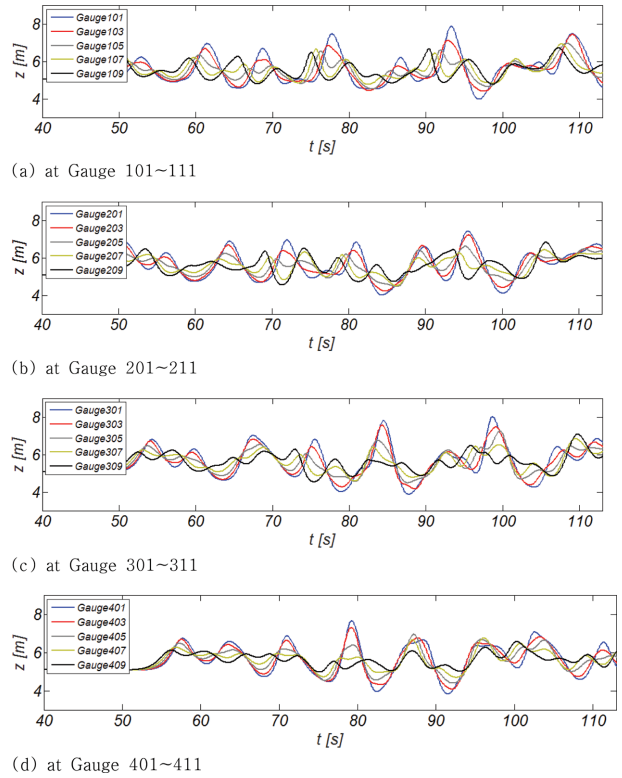 Gauge101
Gauge103
Gauge105
Gauge107
Gauge109
z [m]
8
6
4
40 50 60 70 80 90 100 110
t [s]
(a) at Gauge 101~111
Gauge201
Gauge203
Gauge205
Gauge207
Gauge209
z [m]
8
6
4
40 50 60 70 80 90 100 110
t [s]
(b) at Gauge 201~211
Gauge301
Gauge303
Gauge305
Gauge307
Gauge309
z [m]
8
6
4
40 50 60 70 80 90 100 110
t [s]
(c) at Gauge 301~311
Gauge401
Gauge403
Gauge405
Gauge407
Gauge409
z [m]
8
6
4
40 50 60 70 80 90 100 110
t [s]
(d) at Gauge 401~411